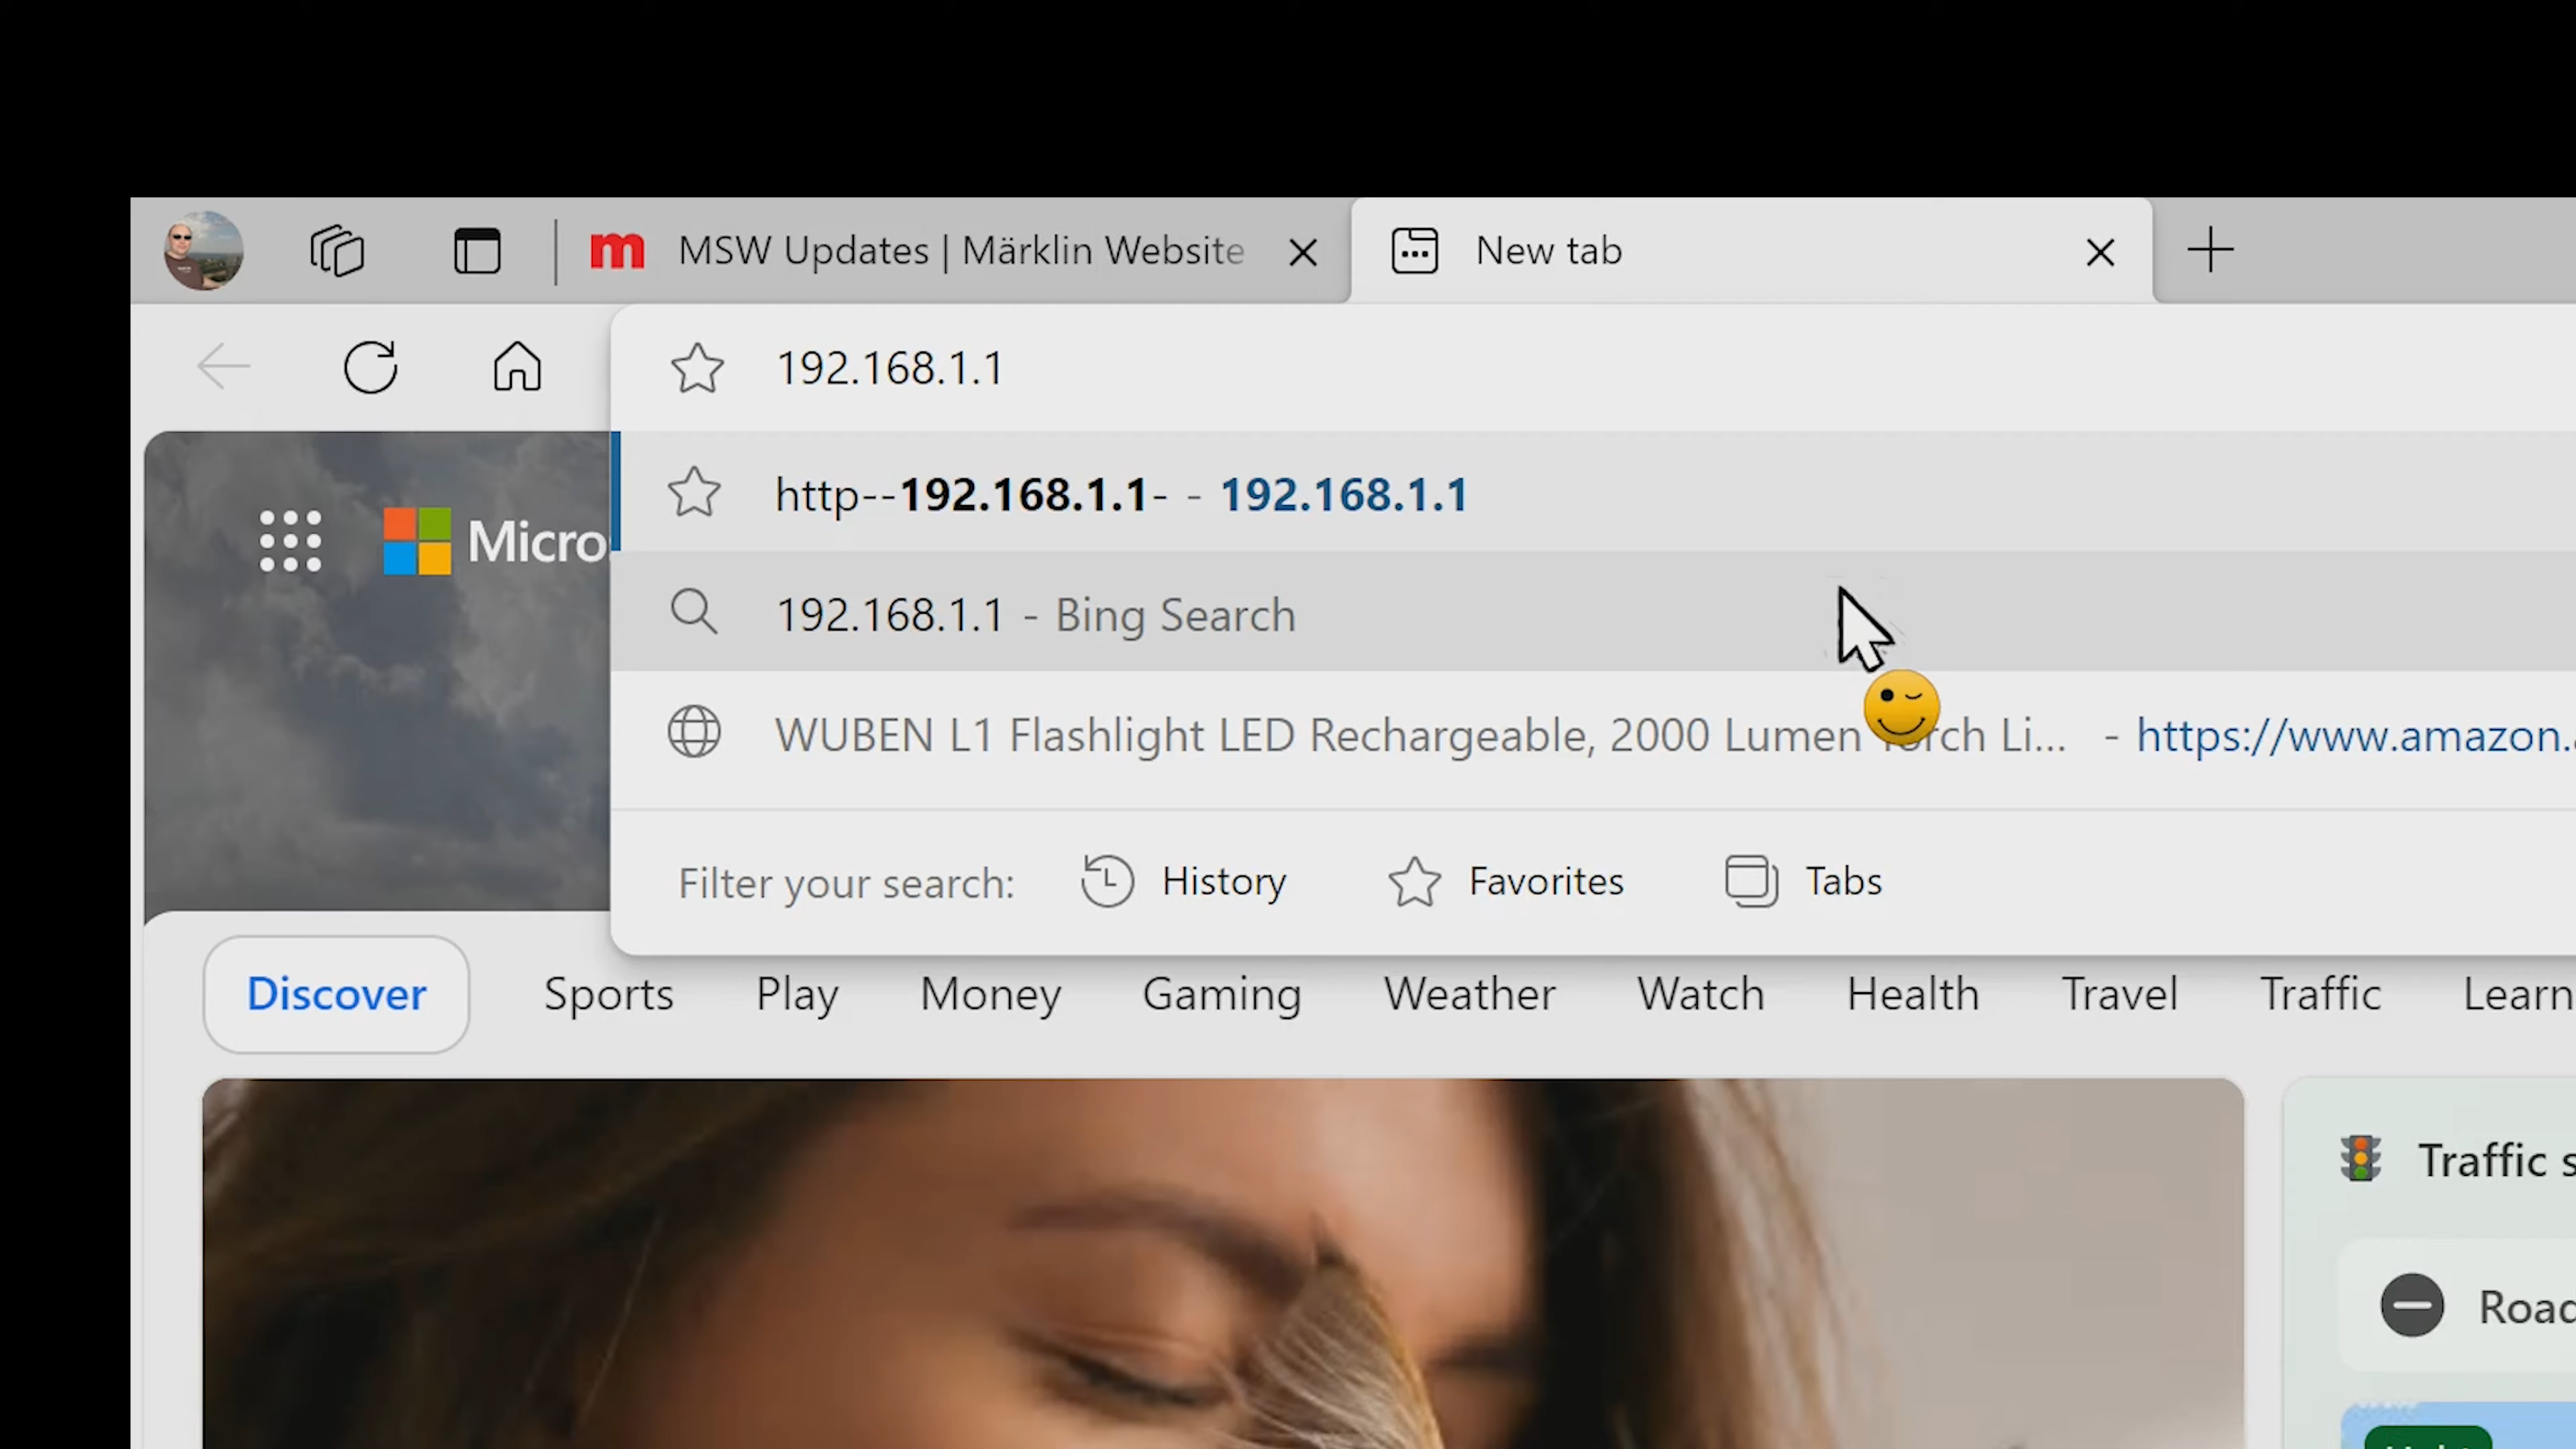 MSW Updates | Märklin Website
New tab
192.168.1.1
http--192.168.1.1- - 192.168.1.1
192.168.1.1 - Bing Search
WUBEN L1 Flashlight LED Rechargeable, 2000 Lumen Torch Li... - https://www.amazon.
Filter your search: History Favorites Tabs
Micro
Discover Sports Play Money Gaming Weather Watch Health Travel Traffic Learn
Traffic s
Road